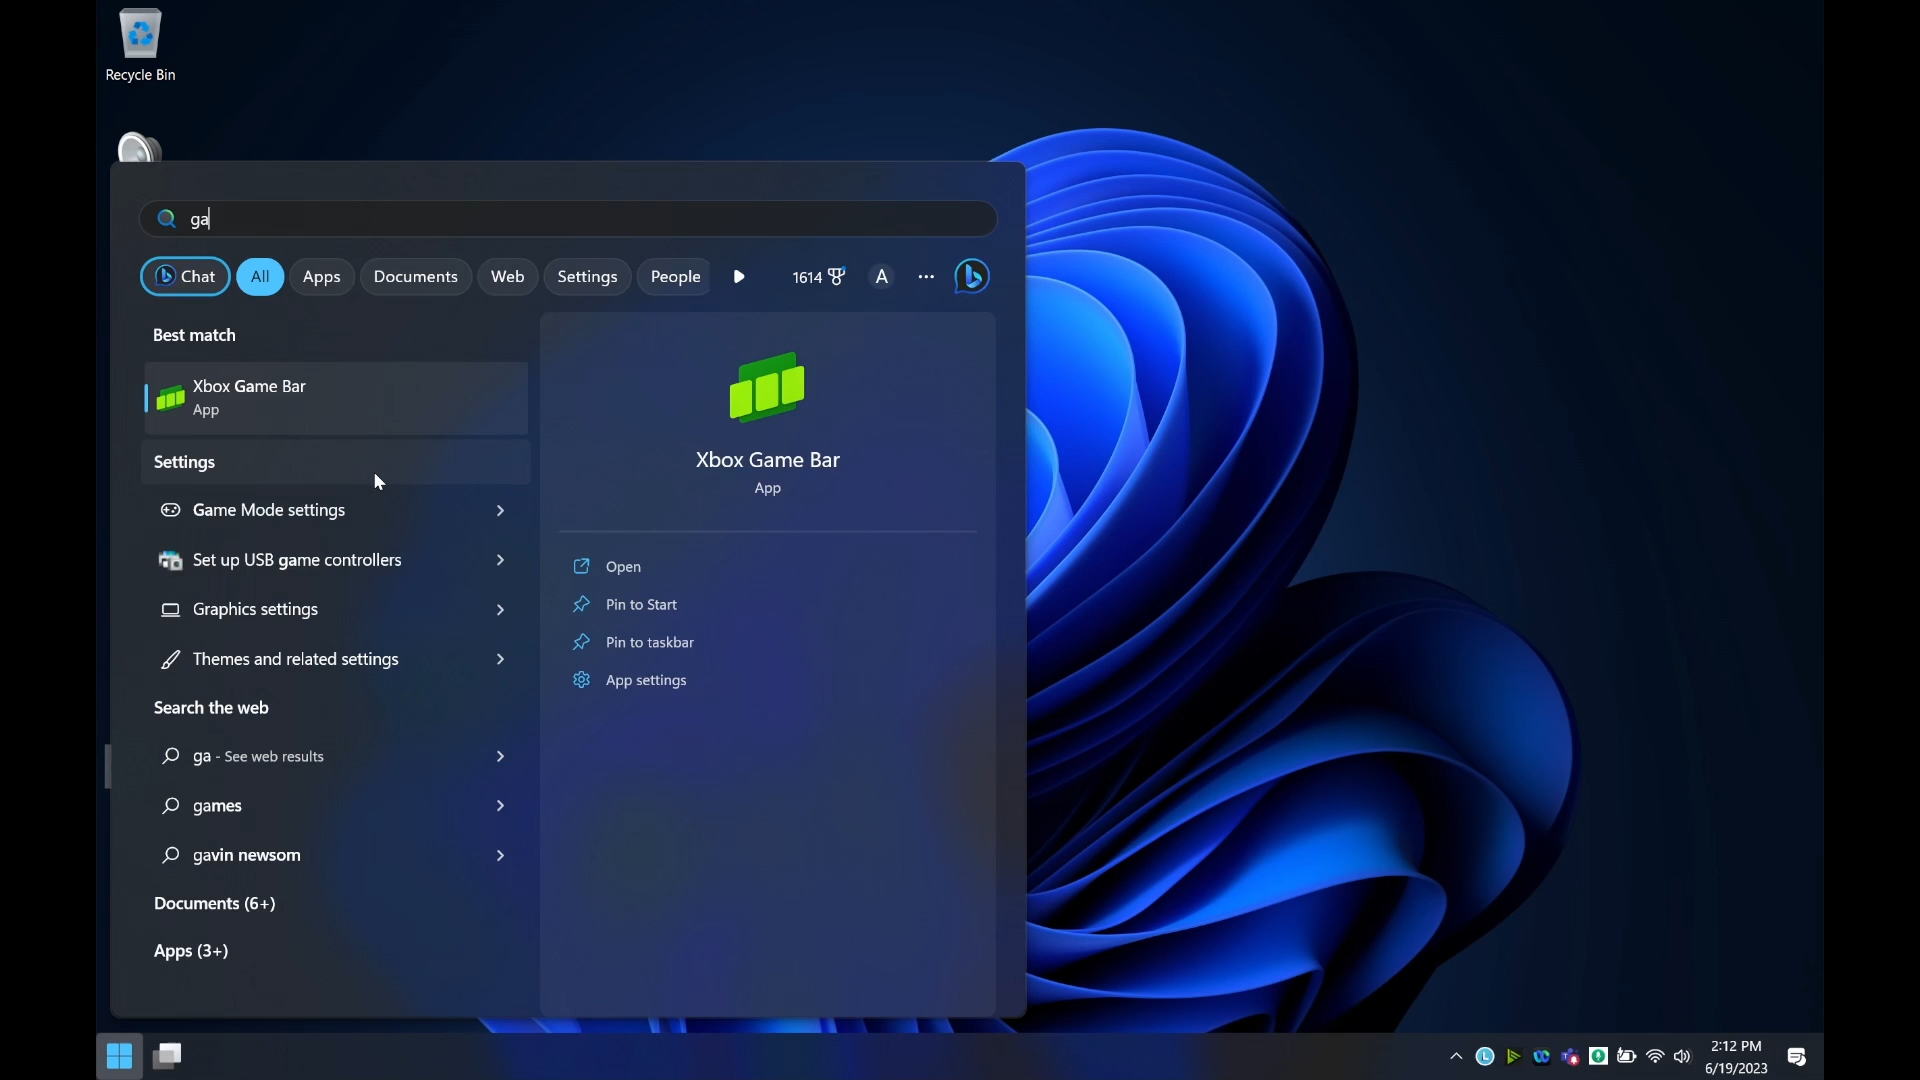 Recycle Bin
ga
Chat
All
Apps
Documents
Web
Settings
People
1614
A
Best match
Xbox Game Bar
App
Settings
Game Mode settings
Set up USB game controllers
Graphics settings
Themes and related settings
Search the web
ga - See web results
games
gavin newsom
Documents (6+)
Apps (3+)
Xbox Game Bar
App
Open
Pin to Start
Pin to taskbar
App settings
2:12 PM
6/19/2023